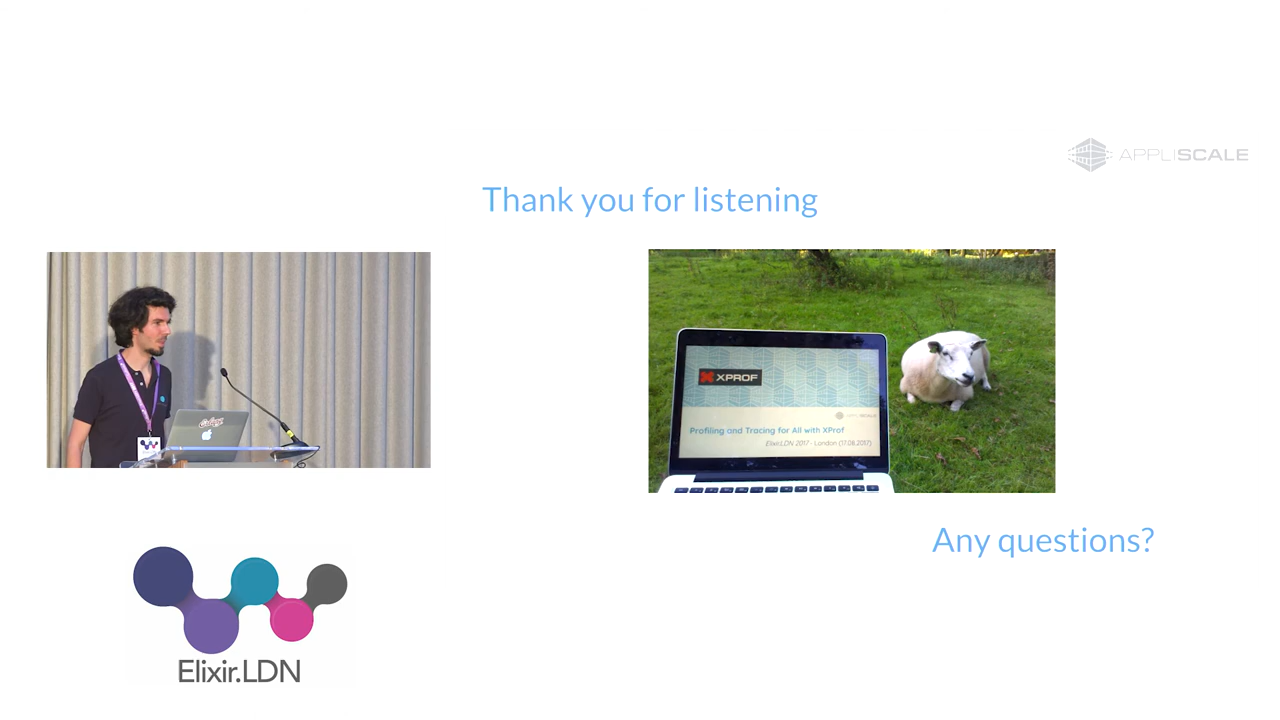 APPLISCALE
Thank you for listening
XPROF
APPLISCALE
Profiling and Tracing for All with XProf
Elixir.LDN 2017 - London (17.08.2017)
Any questions?
Elixir.LDN